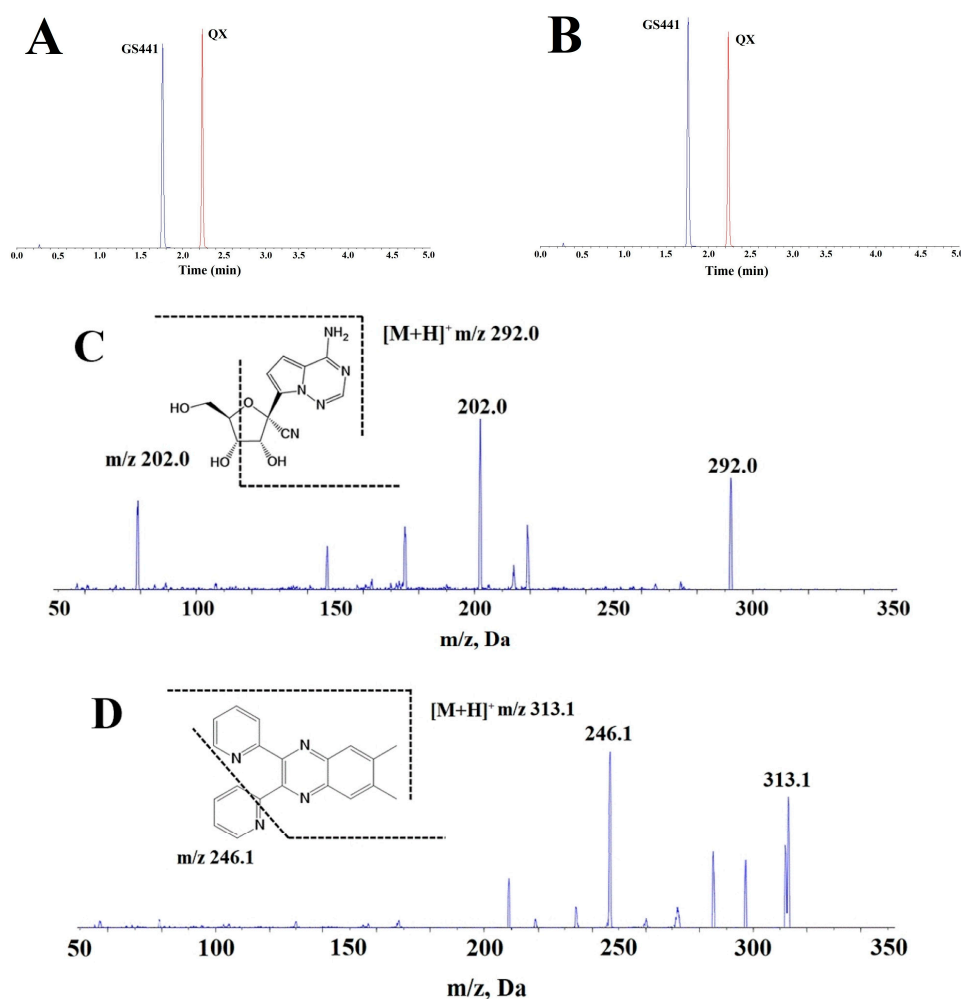 A
GS441
QX
0.0 0.5 1.0 1.5 2.0 2.5 3.0 3.5 4.0 4.5 5.0
Time (min)
B
GS441
QX
0.0 0.5 1.0 1.5 2.0 2.5 3.0 3.5 4.0 4.5 5.0
Time (min)
C
[M+H]⁺ m/z 292.0
NH₂
N
N
N
O
HO
CN
HO
OH
m/z 202.0
202.0
292.0
50 100 150 200 250 300 350
m/z, Da
D
[M+H]⁺ m/z 313.1
N
N
N
N
m/z 246.1
246.1
313.1
50 100 150 200 250 300 350
m/z, Da